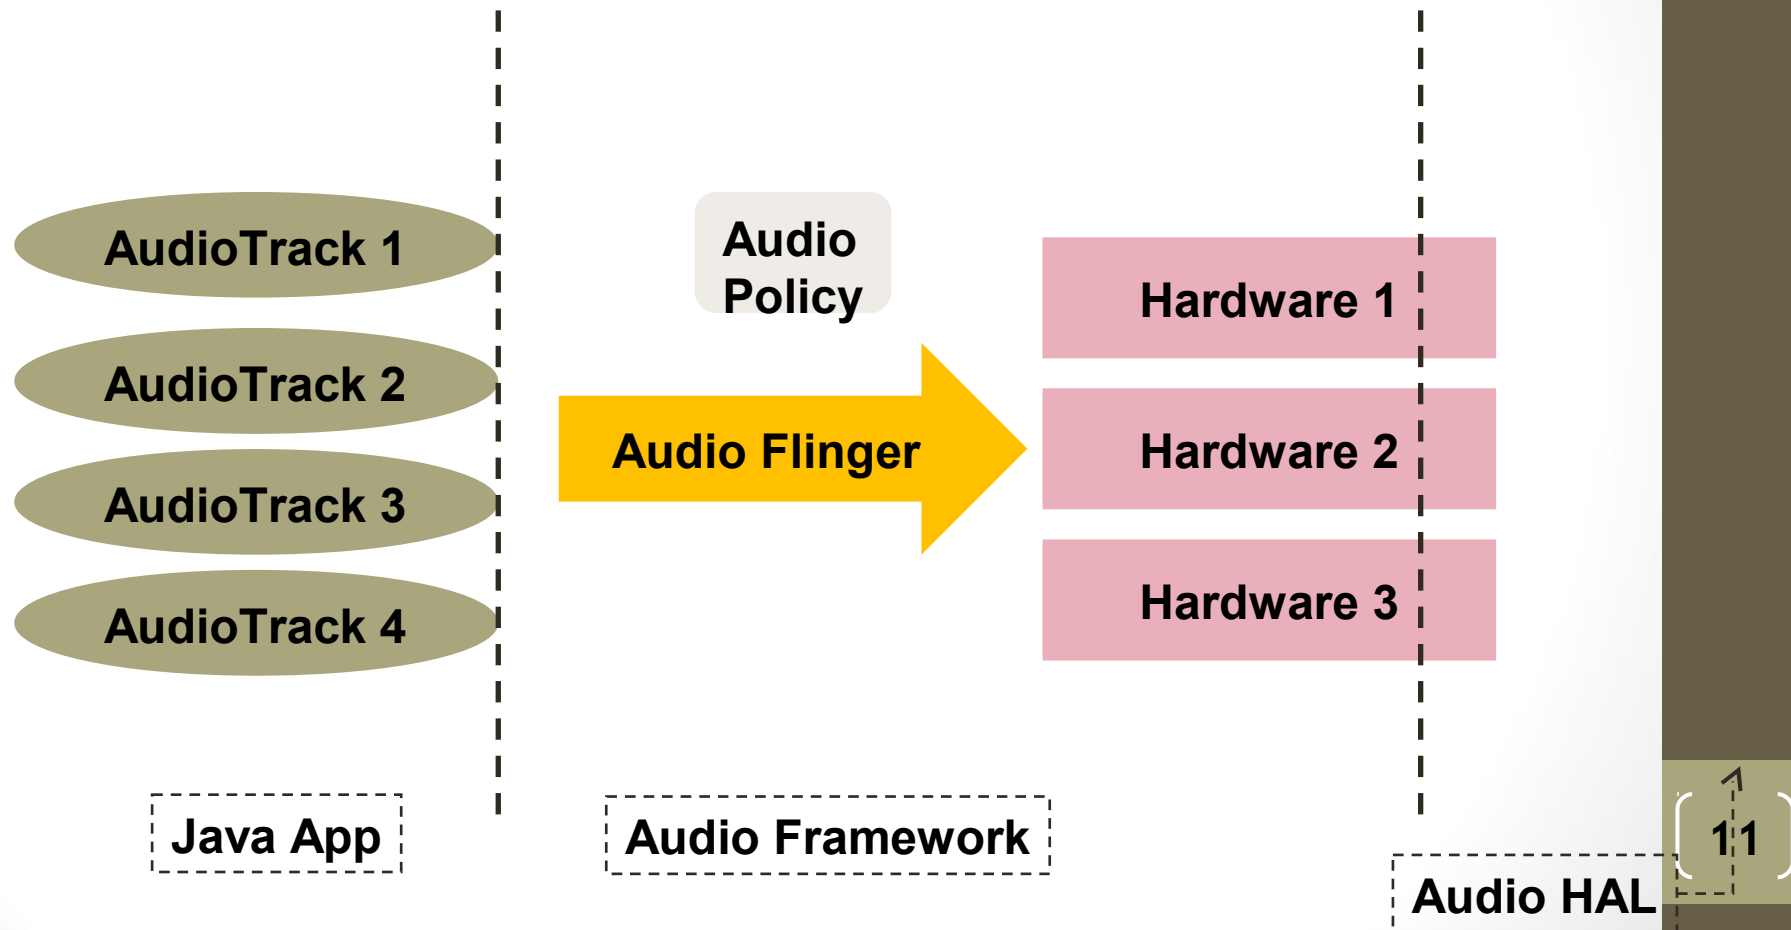 AudioTrack 1
AudioTrack 2
AudioTrack 3
AudioTrack 4
Audio
Policy
Audio Flinger
Hardware 1
Hardware 2
Hardware 3
Java App
Audio Framework
Audio HAL
11